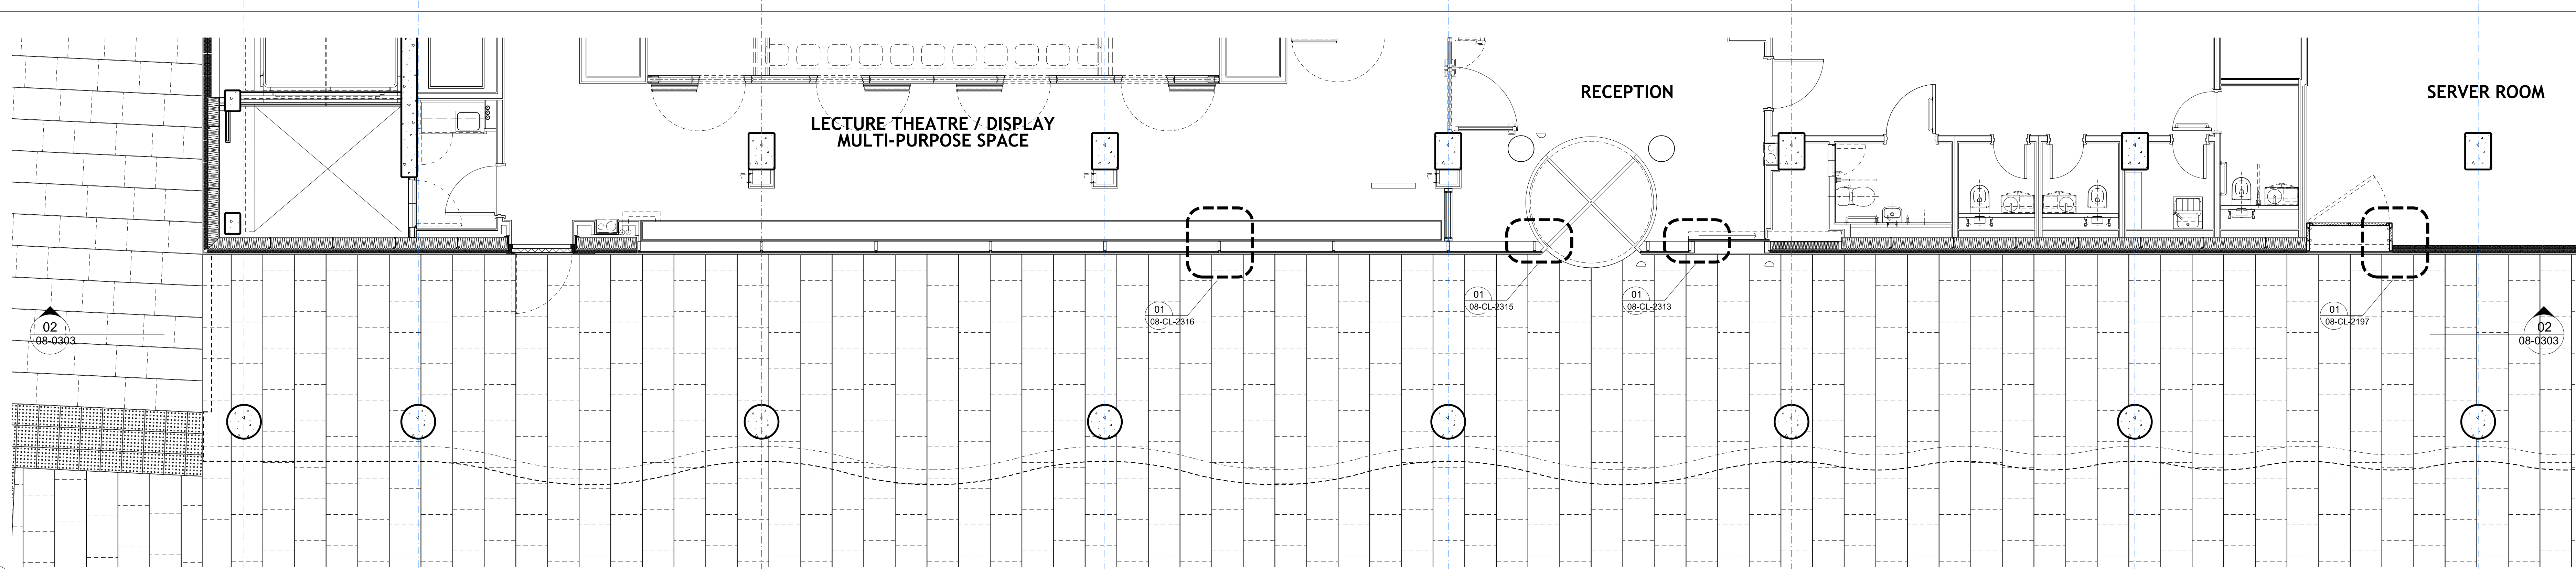 RECEPTION
SERVER ROOM
LECTURE THEATRE / DISPLAY
MULTI-PURPOSE SPACE
01
08-CL-2316
01
08-CL-2315
01
08-CL-2313
01
08-CL-2197
02
08-0303
02
08-0303